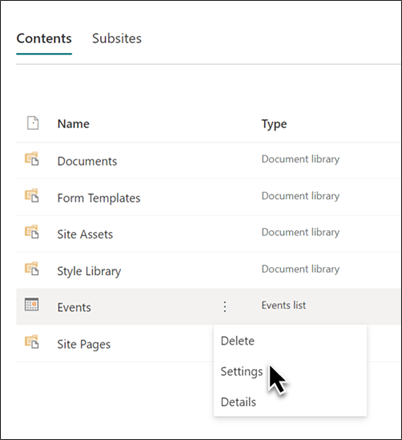 Contents Subsites
Name Type
Documents Document library
Form Templates Document library
Site Assets Document library
Style Library Document library
Events Events list
Site Pages
Delete
Settings
Details